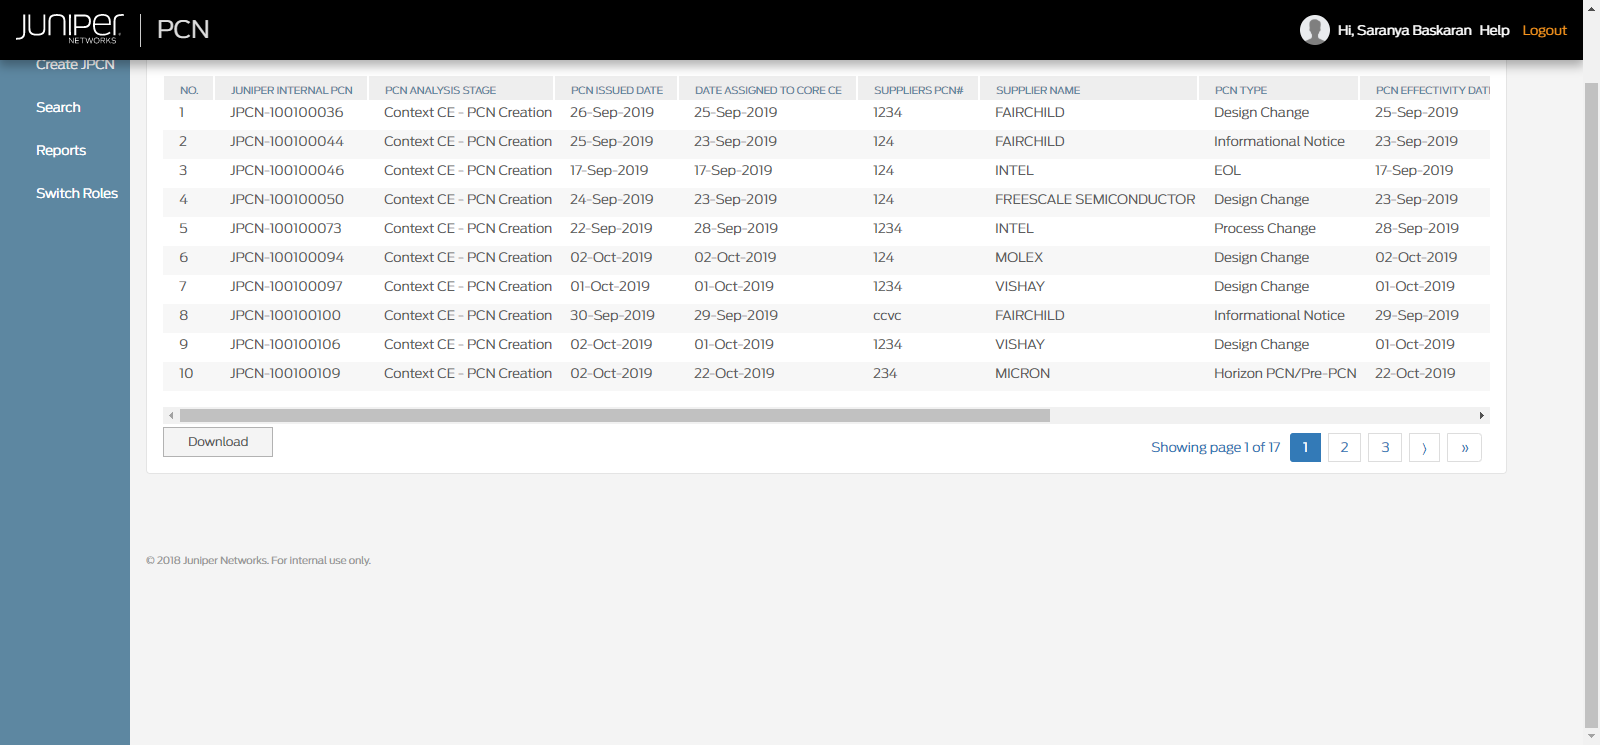 JUNIPER NETWORKS PCN Hi, Saranya Baskaran Help Logout
Create JPCN
Search
Reports
Switch Roles
NO. JUNIPER INTERNAL PCN PCN ANALYSIS STAGE PCN ISSUED DATE DATE ASSIGNED TO CORE CE SUPPLIERS PCN# SUPPLIER NAME PCN TYPE PCN EFFECTIVITY DAT
1 JPCN-100100036 Context CE - PCN Creation 26-Sep-2019 25-Sep-2019 1234 FAIRCHILD Design Change 25-Sep-2019
2 JPCN-100100044 Context CE - PCN Creation 25-Sep-2019 23-Sep-2019 124 FAIRCHILD Informational Notice 23-Sep-2019
3 JPCN-100100046 Context CE - PCN Creation 17-Sep-2019 17-Sep-2019 124 INTEL EOL 17-Sep-2019
4 JPCN-100100050 Context CE - PCN Creation 24-Sep-2019 23-Sep-2019 124 FREESCALE SEMICONDUCTOR Design Change 23-Sep-2019
5 JPCN-100100073 Context CE - PCN Creation 22-Sep-2019 28-Sep-2019 1234 INTEL Process Change 28-Sep-2019
6 JPCN-100100094 Context CE - PCN Creation 02-Oct-2019 02-Oct-2019 124 MOLEX Design Change 02-Oct-2019
7 JPCN-100100097 Context CE - PCN Creation 01-Oct-2019 01-Oct-2019 1234 VISHAY Design Change 01-Oct-2019
8 JPCN-100100100 Context CE - PCN Creation 30-Sep-2019 29-Sep-2019 ccvc FAIRCHILD Informational Notice 29-Sep-2019
9 JPCN-100100106 Context CE - PCN Creation 02-Oct-2019 01-Oct-2019 1234 VISHAY Design Change 01-Oct-2019
10 JPCN-100100109 Context CE - PCN Creation 02-Oct-2019 22-Oct-2019 234 MICRON Horizon PCN/Pre-PCN 22-Oct-2019
Download
Showing page 1 of 17 1 2 3 〉 »
© 2018 Juniper Networks. For internal use only.